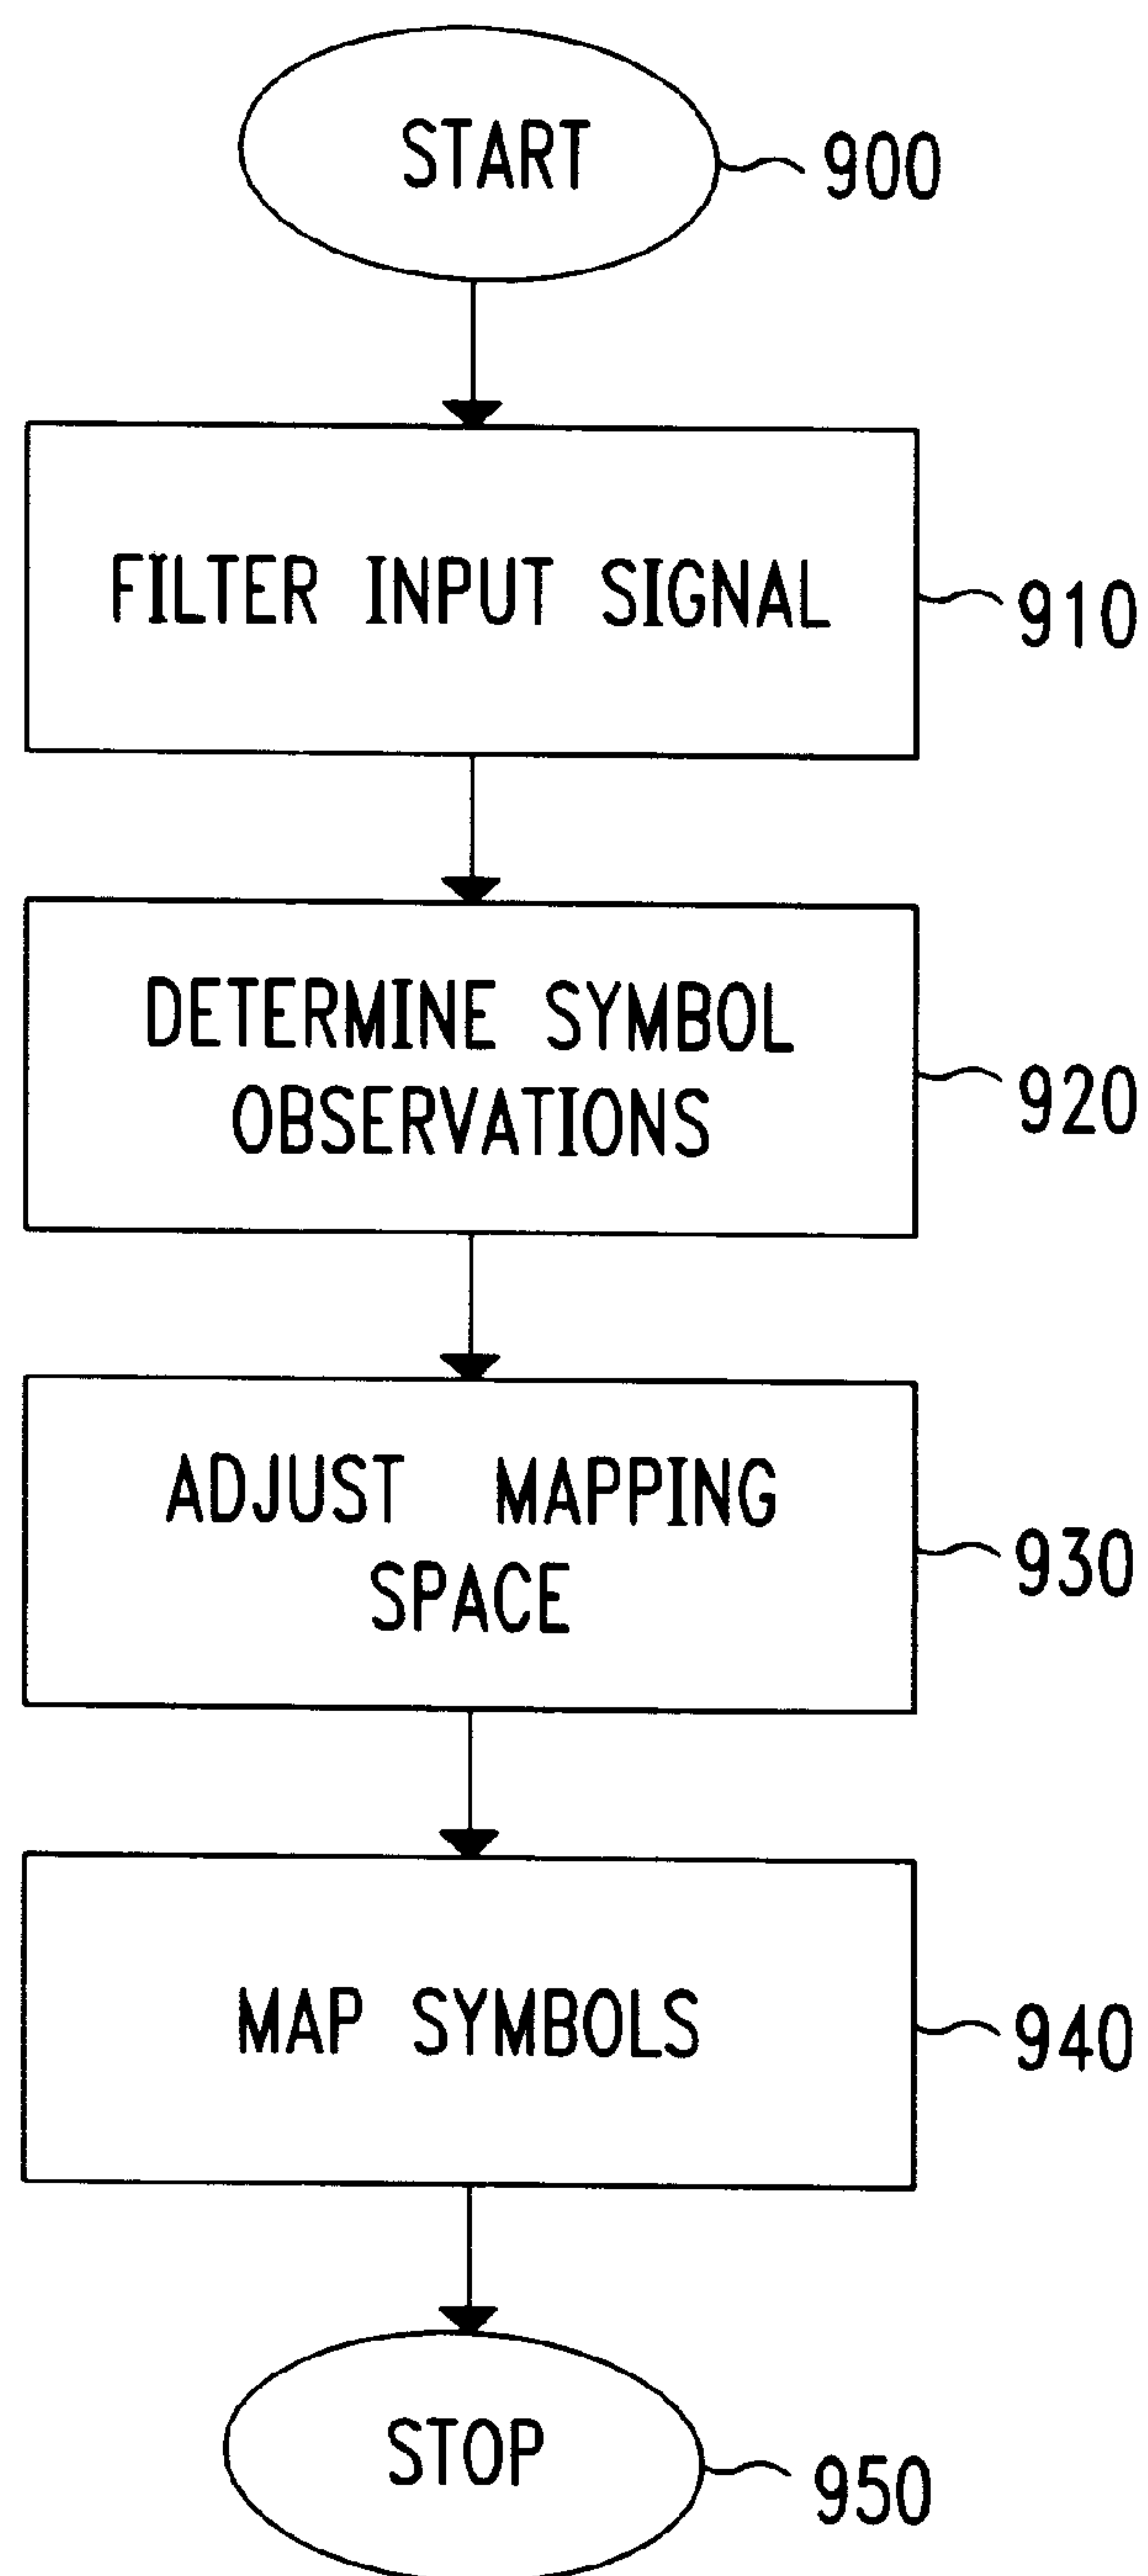 START
900
FILTER INPUT SIGNAL
910
DETERMINE SYMBOL
OBSERVATIONS
920
ADJUST MAPPING
SPACE
930
MAP SYMBOLS
940
STOP
950